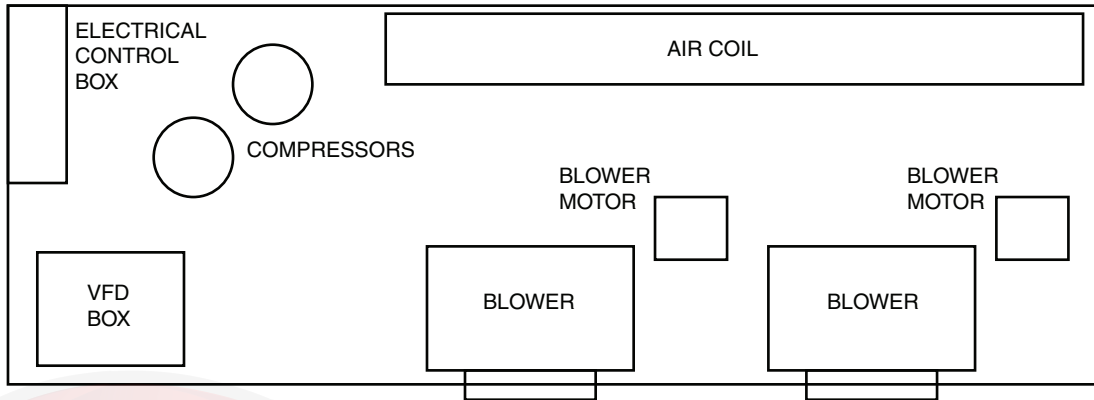 ELECTRICAL
CONTROL
BOX
AIR COIL
COMPRESSORS
BLOWER
MOTOR
BLOWER
MOTOR
VFD
BOX
BLOWER
BLOWER